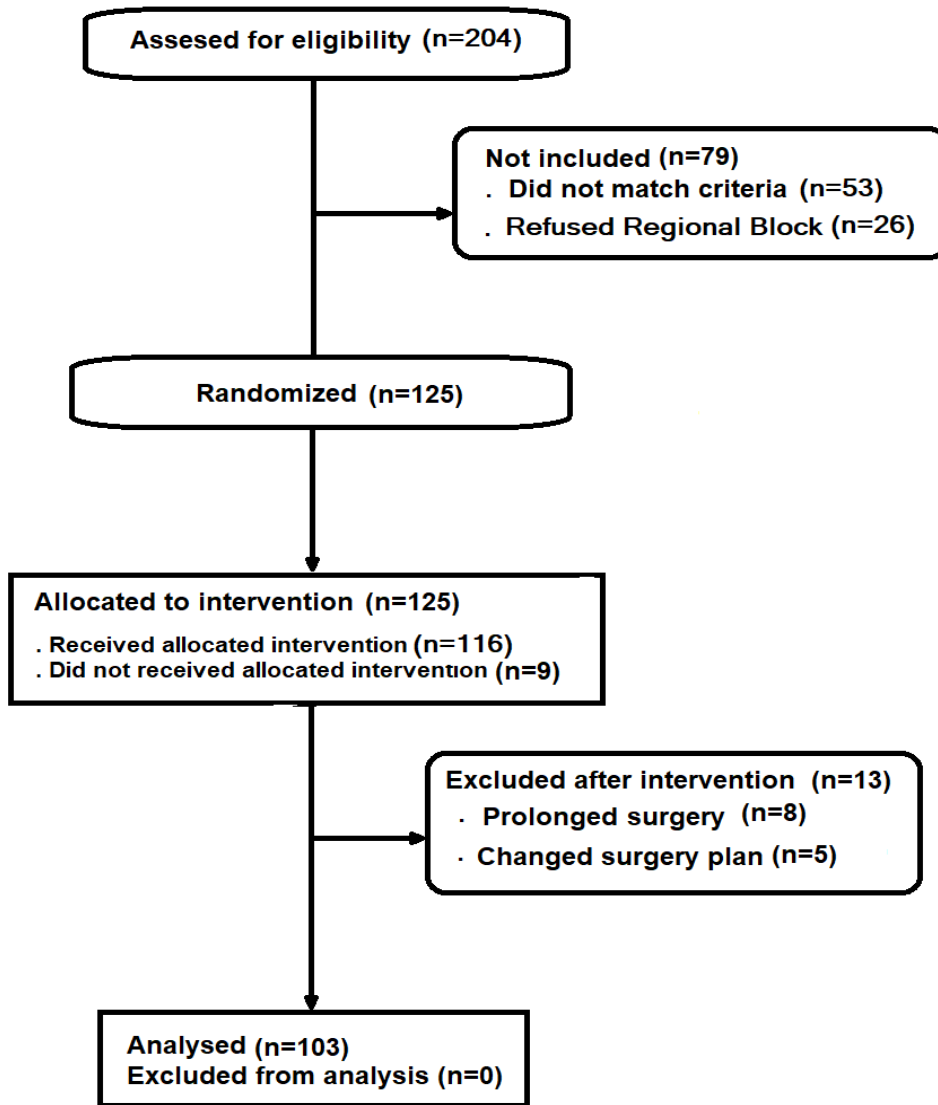 Assesed for eligibility (n=204)
Not included (n=79)
. Did not match criteria (n=53)
. Refused Regional Block (n=26)
Randomized (n=125)
Allocated to intervention (n=125)
. Received allocated intervention (n=116)
. Did not received allocated intervention (n=9)
Excluded after intervention (n=13)
. Prolonged surgery (n=8)
. Changed surgery plan (n=5)
Analysed (n=103)
Excluded from analysis (n=0)